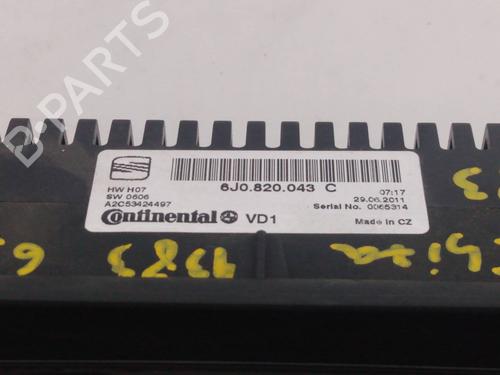 B-PARTS
6J0.820.043 C
HW H07
SW 0606
A2C53424497
07:17
29.06.2011
Serial No. 0065314
Continental VD1
Made in CZ
1383